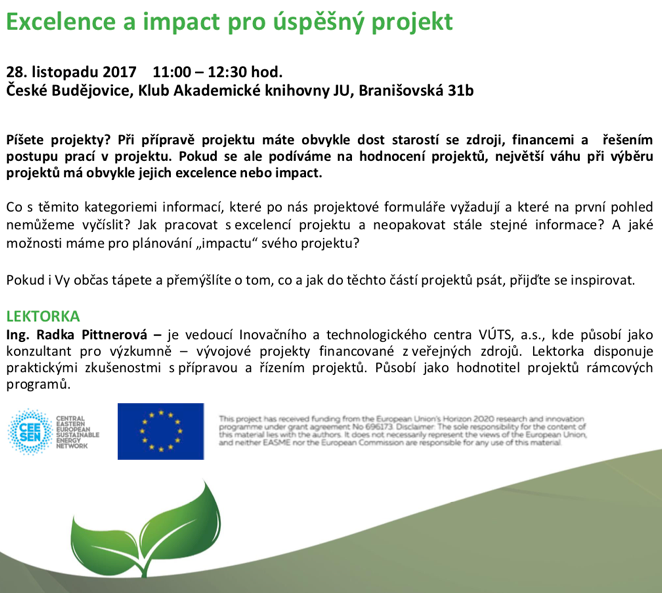 Excelence a impact pro úspěšný projekt
28. listopadu 2017 11:00 – 12:30 hod.
České Budějovice, Klub Akademické knihovny JU, Branišovská 31b
Píšete projekty? Při přípravě projektu máte obvykle dost starostí se zdroji, financemi a řešením
postupu prací v projektu. Pokud se ale podíváme na hodnocení projektů, největší váhu při výběru
projektů má obvykle jejich excelence nebo impact.
Co s těmito kategoriemi informací, které po nás projektové formuláře vyžadují a které na první pohled
nemůžeme vyčíslit? Jak pracovat s excelencí projektu a neopakovat stále stejné informace? A jaké
možnosti máme pro plánování „impactu“ svého projektu?
Pokud i Vy občas tápete a přemýšlíte o tom, co a jak do těchto částí projektů psát, přijďte se inspirovat.
LEKTORKA
Ing. Radka Pittnerová – je vedoucí Inovačního a technologického centra VÚTS, a.s., kde působí jako
konzultant pro výzkumně – vývojové projekty financované z veřejných zdrojů. Lektorka disponuje
praktickými zkušenostmi s přípravou a řízením projektů. Působí jako hodnotitel projektů rámcových
programů.
CEE
SEN
CENTRAL
EASTERN
EUROPEAN
SUSTAINABLE
ENERGY
NETWORK
This project has received funding from the European Union's Horizon 2020 research and innovation
programme under grant agreement No 696173. Disclaimer: The sole responsibility for the content of
this material lies with the authors. It does not necessarily represent the views of the European Union,
and neither EASME nor the European Commission are responsible for any use of this material.